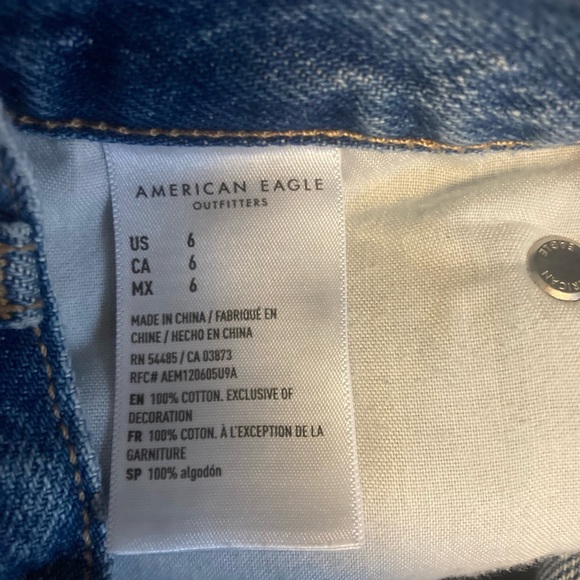 AMERICAN EAGLE
OUTFITTERS
US 6
CA 6
MX 6
MADE IN CHINA / FABRIQUÉ EN
CHINE / HECHO EN CHINA
RN 54485 / CA 03873
RFC# AEM120605U9A
EN 100% COTTON. EXCLUSIVE OF
DECORATION
FR 100% COTON. À L'EXCEPTION DE LA
GARNITURE
SP 100% algodón